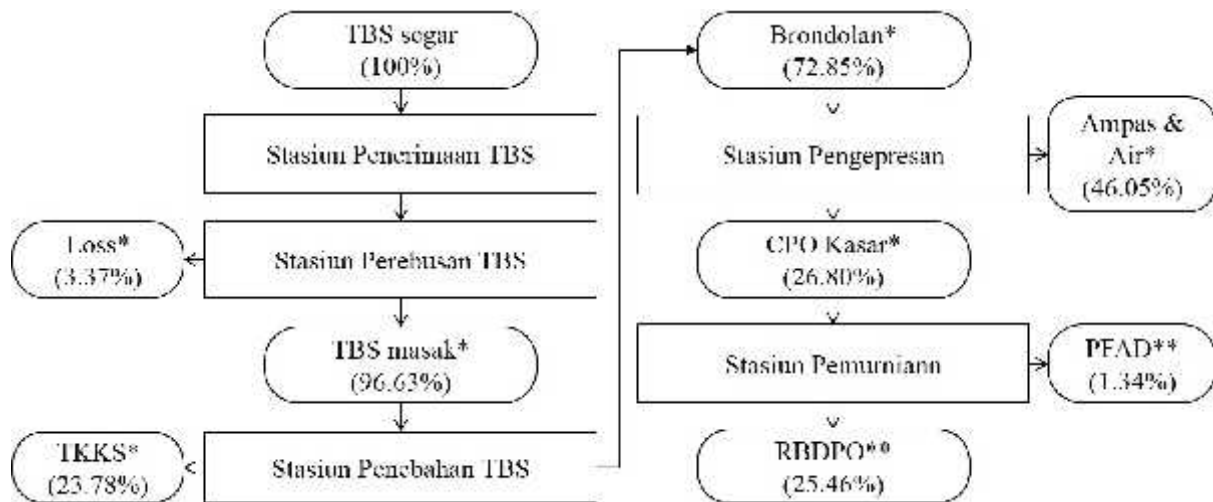 TBS segar
(100%)
Stasiun Penerimaan TBS
Loss*
(3.37%)
Stasiun Perebusan TBS
TBS masak*
(96.63%)
TKKS*
(23.78%)
Stasiun Penebahan TBS
Brondolan*
(72.85%)
Stasiun Pengepresan
Ampas &
Air*
(46.05%)
CPO Kasar*
(26.80%)
Stasiun Pemurniann
PFAD**
(1.34%)
RBDPO**
(25.46%)